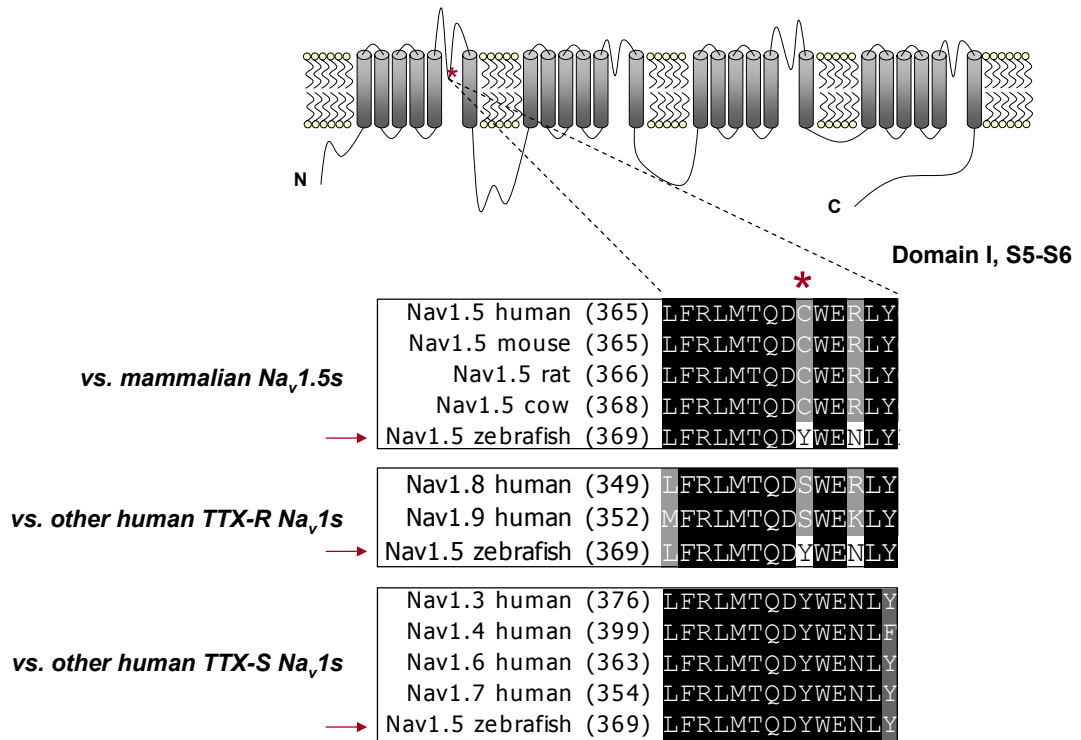 *
N
C
Domain I, S5-S6
*
Nav1.5 human (365) LFRLMTQDCWERLY
Nav1.5 mouse (365) LFRLMTQDCWERLY
vs. mammalian Nav1.5s
Nav1.5 rat (366) LFRLMTQDCWERLY
Nav1.5 cow (368) LFRLMTQDCWERLY
Nav1.5 zebrafish (369) LFRLMTQDYWENLY
Nav1.8 human (349) LFRLMTQDSWERLY
vs. other human TTX-R Nav1s
Nav1.9 human (352) MFRLMTQDSWEKLY
Nav1.5 zebrafish (369) LFRLMTQDYWENLY
Nav1.3 human (376) LFRLMTQDYWENLY
Nav1.4 human (399) LFRLMTQDYWENLF
vs. other human TTX-S Nav1s
Nav1.6 human (363) LFRLMTQDYWENLY
Nav1.7 human (354) LFRLMTQDYWENLY
Nav1.5 zebrafish (369) LFRLMTQDYWENLY